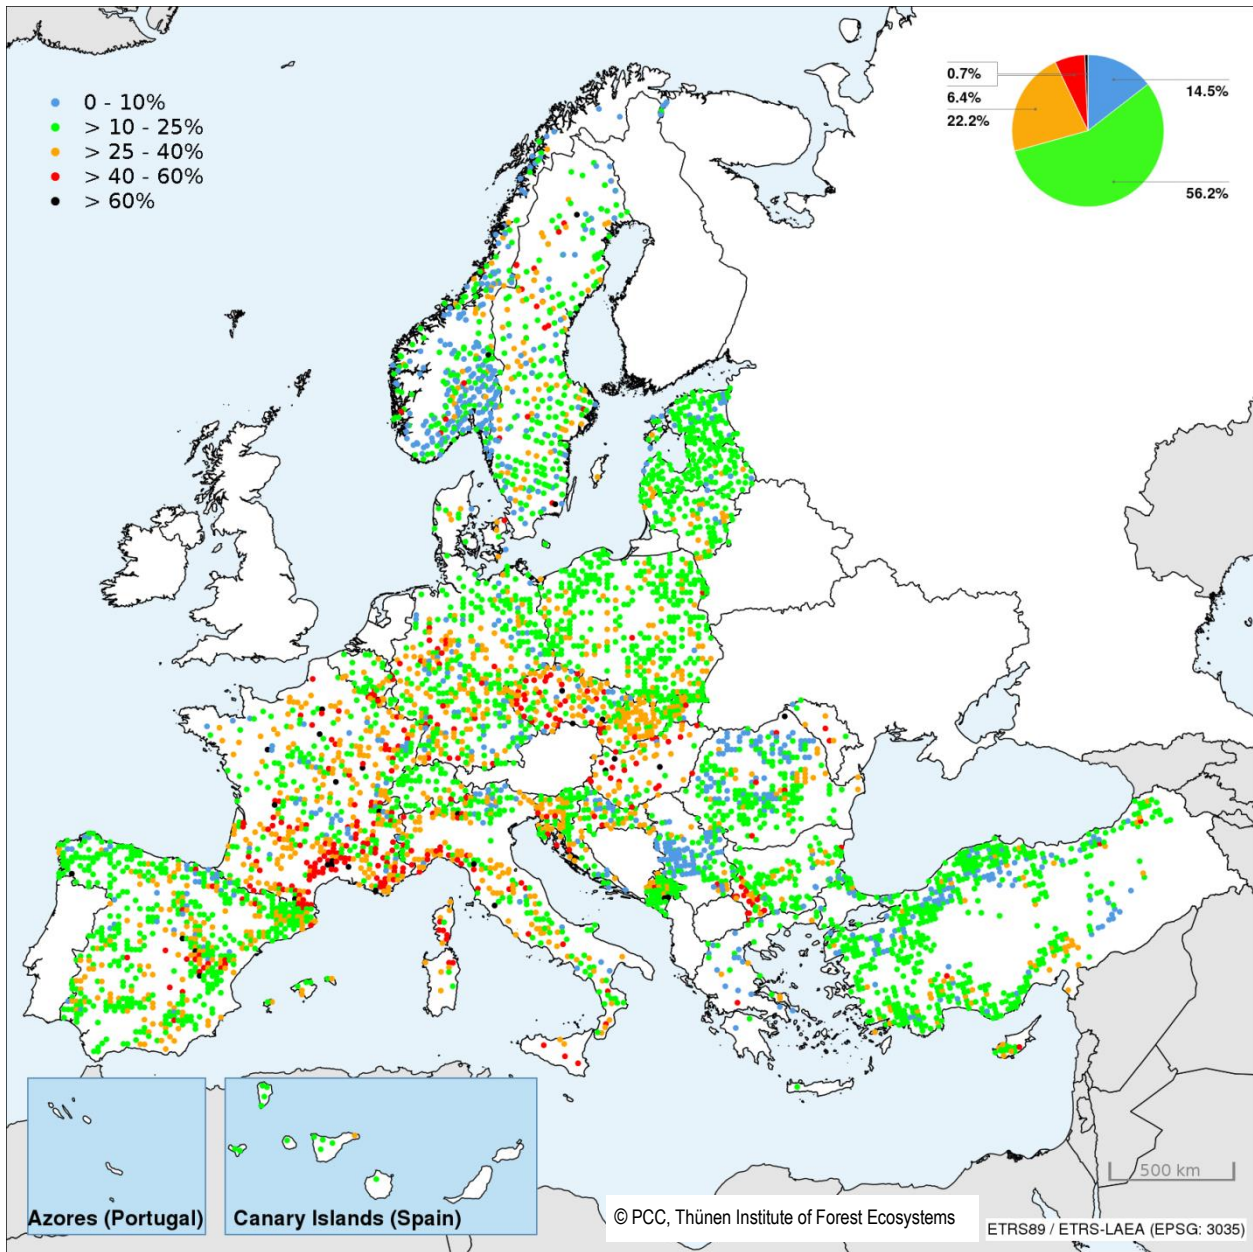 0 - 10%
> 10 - 25%
> 25 - 40%
> 40 - 60%
> 60%
0.7%
6.4%
22.2%
14.5%
56.2%
500 km
Azores (Portugal)
Canary Islands (Spain)
© PCC, Thünen Institute of Forest Ecosystems
ETRS89 / ETRS-LAEA (EPSG: 3035)